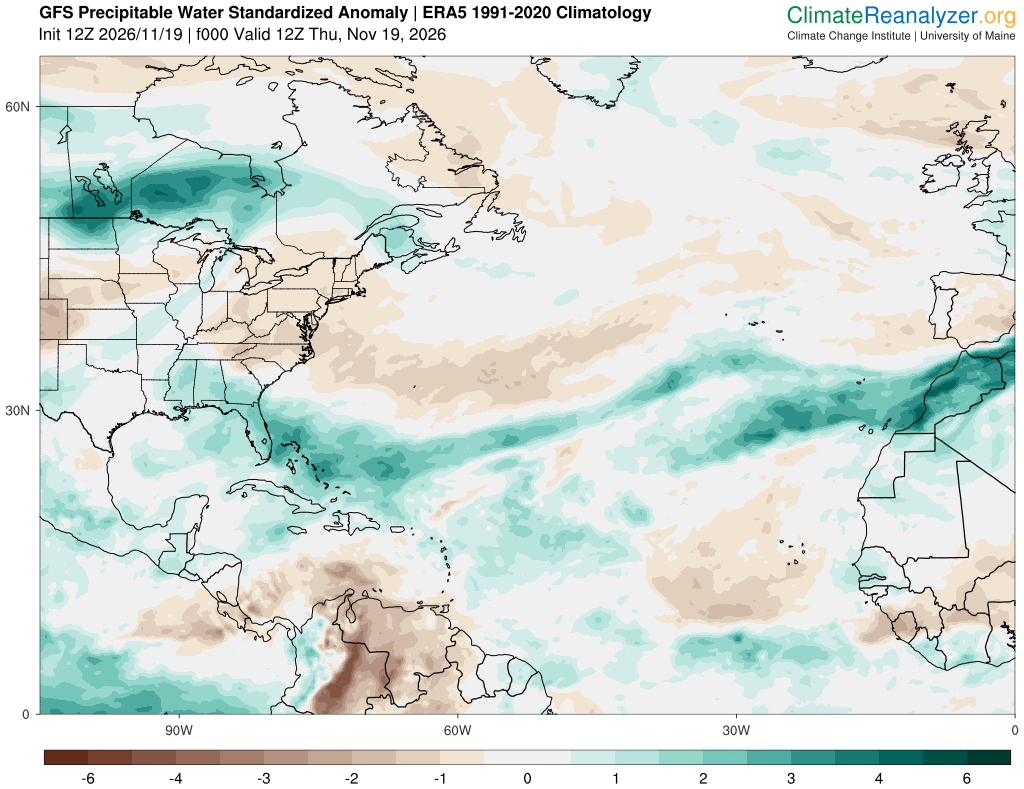 GFS Precipitable Water Standardized Anomaly | ERA5 1991-2020 Climatology
Init 12Z 2026/11/19 | f000 Valid 12Z Thu, Nov 19, 2026
ClimateReanalyzer.org
Climate Change Institute | University of Maine
60N
30N
0
90W
60W
30W
0
-6
-4
-3
-2
-1
0
1
2
3
4
6